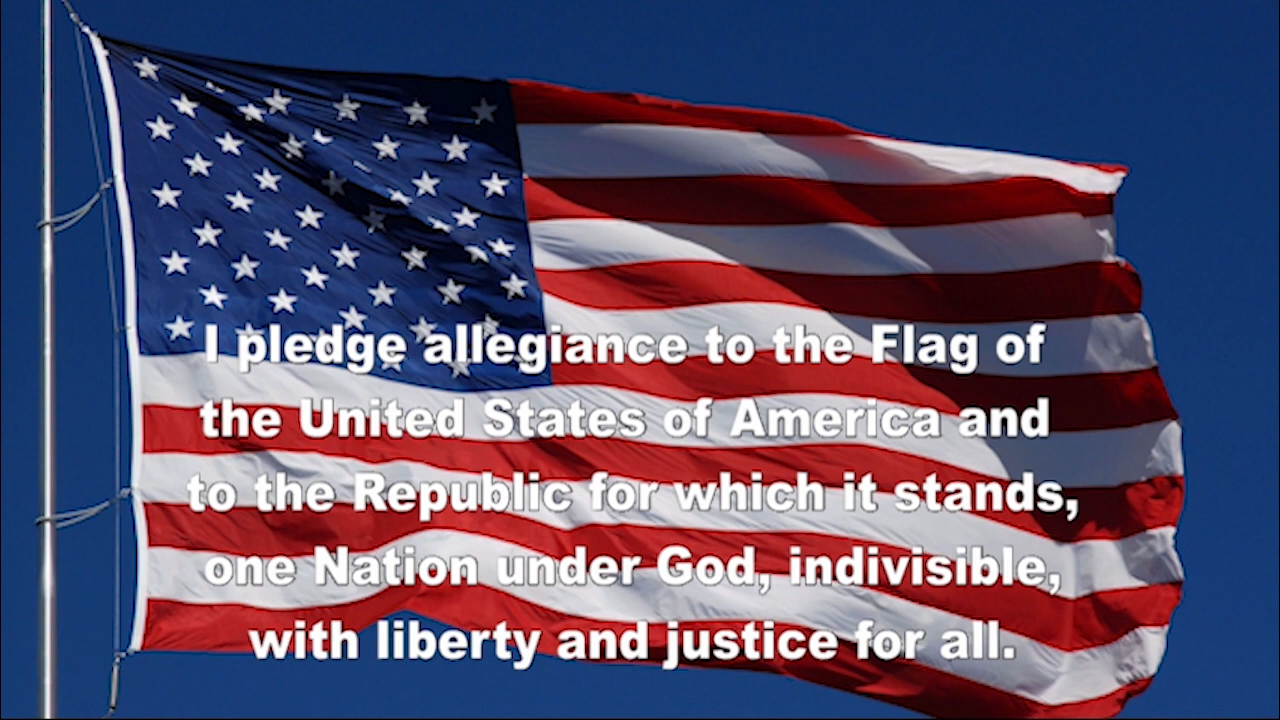 I pledge allegiance to the Flag of
the United States of America and
to the Republic for which it stands,
one Nation under God, indivisible,
with liberty and justice for all.